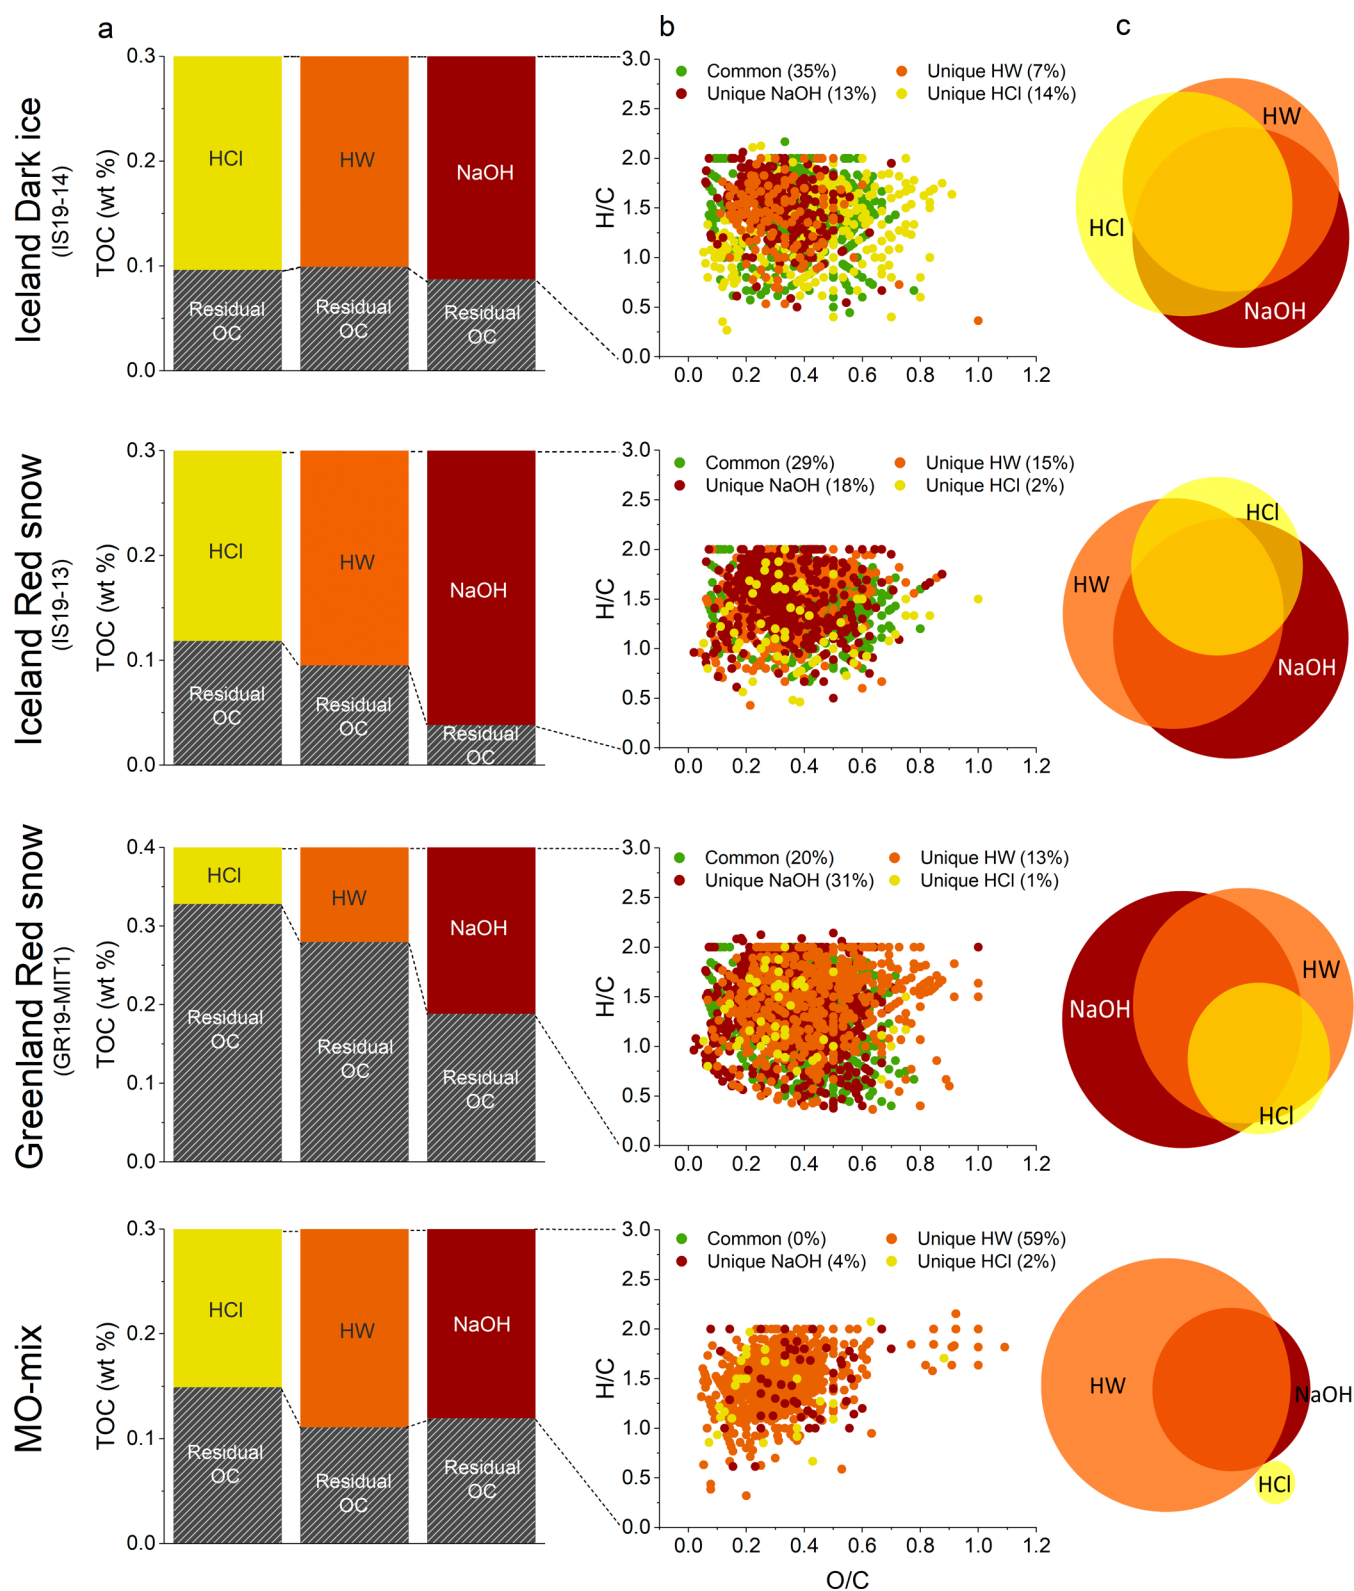 a
b
c
Iceland Dark ice
(IS19-14)
TOC (wt %)
0.3
0.2
0.1
0.0
HCl
HW
NaOH
Residual
OC
Residual
OC
Residual
OC
H/C
3.0
2.5
2.0
1.5
1.0
0.5
0.0
Common (35%)
Unique HW (7%)
Unique NaOH (13%)
Unique HCl (14%)
0.0 0.2 0.4 0.6 0.8 1.0 1.2
HW
HCl
NaOH
Iceland Red snow
(IS19-13)
TOC (wt %)
0.3
0.2
0.1
0.0
HCl
HW
NaOH
Residual
OC
Residual
OC
Residual
OC
H/C
3.0
2.5
2.0
1.5
1.0
0.5
0.0
Common (29%)
Unique HW (15%)
Unique NaOH (18%)
Unique HCl (2%)
0.0 0.2 0.4 0.6 0.8 1.0 1.2
HCl
HW
NaOH
Greenland Red snow
(GR19-MIT1)
TOC (wt %)
0.4
0.3
0.2
0.1
0.0
HCl
HW
NaOH
Residual
OC
Residual
OC
Residual
OC
H/C
3.0
2.5
2.0
1.5
1.0
0.5
0.0
Common (20%)
Unique HW (13%)
Unique NaOH (31%)
Unique HCl (1%)
0.0 0.2 0.4 0.6 0.8 1.0 1.2
HW
NaOH
HCl
MO-mix
TOC (wt %)
0.3
0.2
0.1
0.0
HCl
HW
NaOH
Residual
OC
Residual
OC
Residual
OC
H/C
3.0
2.5
2.0
1.5
1.0
0.5
0.0
Common (0%)
Unique HW (59%)
Unique NaOH (4%)
Unique HCl (2%)
0.0 0.2 0.4 0.6 0.8 1.0 1.2
O/C
HW
NaOH
HCl